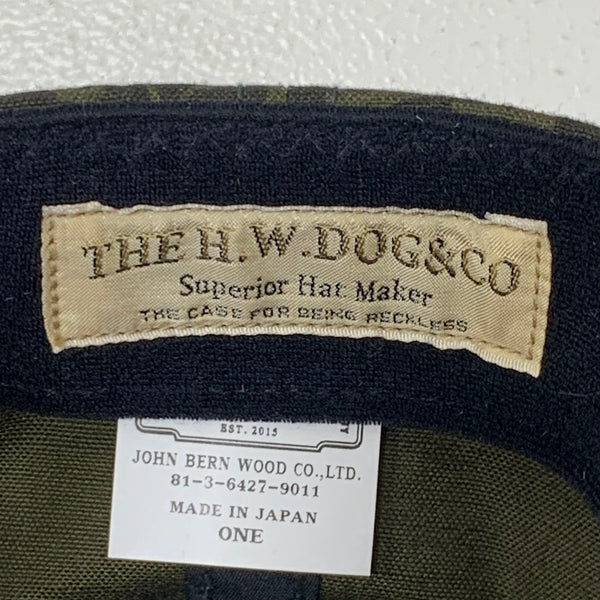 THE H.W.DOG&CO
Superior Hat Maker
THE CASE FOR BEING RECKLESS
EST. 2015
JOHN BERN WOOD CO.,LTD.
81-3-6427-9011
MADE IN JAPAN
ONE